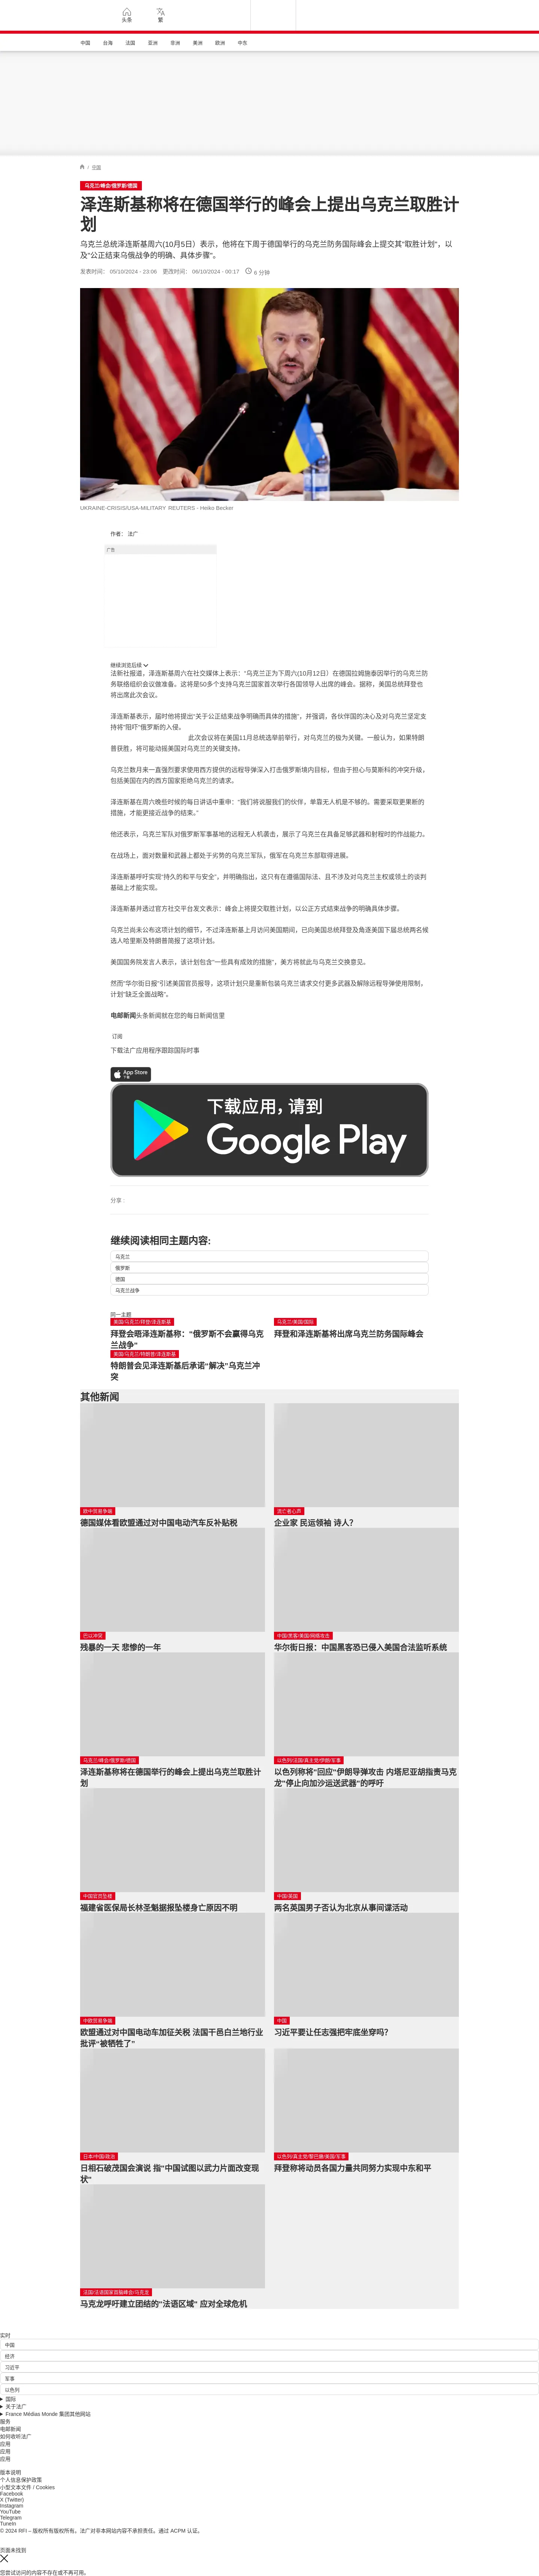 头条
繁
中国 台海 法国 亚洲 非洲 美洲 欧洲 中东
/ 中国
乌克兰/峰会/俄罗斯/德国
泽连斯基称将在德国举行的峰会上提出乌克兰取胜计
划
乌克兰总统泽连斯基周六(10月5日）表示，他将在下周于德国举行的乌克兰防务国际峰会上提交其“取胜计划”，以
及“公正结束乌俄战争的明确、具体步骤”。
发表时间： 05/10/2024 - 23:06 更改时间： 06/10/2024 - 00:17 6 分钟
UKRAINE-CRISIS/USA-MILITARY. REUTERS - Heiko Becker
作者： 法广
广告
继续浏览后续
法新社报道，泽连斯基周六在社交媒体上表示：“乌克兰正为下周六(10月12日）在德国拉姆施泰因举行的乌克兰防
务联络组织会议做准备。这将是50多个支持乌克兰国家首次举行各国领导人出席的峰会。据称，美国总统拜登也
将出席此次会议。
泽连斯基表示，届时他将提出“关于公正结束战争明确而具体的措施”，并强调，各伙伴国的决心及对乌克兰坚定支
持将“阻吓”俄罗斯的入侵。
此次会议将在美国11月总统选举前举行，对乌克兰的极为关键。一般认为，如果特朗
普获胜，将可能动摇美国对乌克兰的关键支持。
乌克兰数月来一直强烈要求使用西方提供的远程导弹深入打击俄罗斯境内目标，但由于担心与莫斯科的冲突升级，
包括美国在内的西方国家拒绝乌克兰的请求。
泽连斯基在周六晚些时候的每日讲话中重申：“我们将说服我们的伙伴，单靠无人机是不够的。需要采取更果断的
措施，才能更接近战争的结束。”
他还表示，乌克兰军队对俄罗斯军事基地的远程无人机袭击，展示了乌克兰在具备足够武器和射程时的作战能力。
在战场上，面对数量和武器上都处于劣势的乌克兰军队，俄军在乌克兰东部取得进展。
泽连斯基呼吁实现“持久的和平与安全”，并明确指出，这只有在遵循国际法、且不涉及对乌克兰主权或领土的谈判
基础上才能实现。
泽连斯基并透过官方社交平台发文表示：峰会上将提交取胜计划，以公正方式结束战争的明确具体步骤。
乌克兰尚未公布这项计划的细节，不过泽连斯基上月访问美国期间，已向美国总统拜登及角逐美国下届总统两名候
选人哈里斯及特朗普简报了这项计划。
美国国务院发言人表示，该计划包含"一些具有成效的措施"，美方将就此与乌克兰交换意见。
然而“华尔街日报”引述美国官员报导，这项计划只是重新包装乌克兰请求交付更多武器及解除远程导弹使用限制，
计划"缺乏全面战略"。
电邮新闻头条新闻就在您的每日新闻信里
订阅
下载法广应用程序跟踪国际时事
App Store
下载应用，请到
Google Play
分享 :
继续阅读相同主题内容:
乌克兰
俄罗斯
德国
乌克兰战争
同一主题
美国/乌克兰/拜登/泽连斯基
拜登会晤泽连斯基称：“俄罗斯不会赢得乌克
兰战争”
乌克兰/美国/国际
拜登和泽连斯基将出席乌克兰防务国际峰会
美国/乌克兰/特朗普/泽连斯基
特朗普会见泽连斯基后承诺"解决"乌克兰冲
突
其他新闻
欧中贸易争端
德国媒体看欧盟通过对中国电动汽车反补贴税
流亡者心声
企业家 民运领袖 诗人？
巴以冲突
残暴的一天 悲惨的一年
中国/黑客/美国/网络攻击
华尔街日报：中国黑客恐已侵入美国合法监听系统
乌克兰/峰会/俄罗斯/德国
泽连斯基称将在德国举行的峰会上提出乌克兰取胜计
划
以色列/法国/真主党/伊朗/军事
以色列称将"回应"伊朗导弹攻击 内塔尼亚胡指责马克
龙"停止向加沙运送武器"的呼吁
中国官员坠楼
福建省医保局长林圣魁据报坠楼身亡原因不明
中国/英国
两名英国男子否认为北京从事间谍活动
中欧贸易争端
欧盟通过对中国电动车加征关税 法国干邑白兰地行业
批评“被牺牲了”
中国
习近平要让任志强把牢底坐穿吗？
日本/中国/政治
日相石破茂国会演说 指"中国试图以武力片面改变现
状"
以色列/真主党/黎巴嫩/美国/军事
拜登称将动员各国力量共同努力实现中东和平
法国/法语国家首脑峰会/马克龙
马克龙呼吁建立团结的"法语区域" 应对全球危机
实时
中国
经济
习近平
军事
以色列
国际
关于法广
France Médias Monde 集团其他网站
服务
电邮新闻
如何收听法广
应用
应用
应用
版本说明
个人信息保护政策
小型文本文件 / Cookies
Facebook
X (Twitter)
Instagram
YouTube
Telegram
TuneIn
© 2024 RFI – 版权所有版权所有。法广对非本网站内容不承担责任。通过 ACPM 认证。
页面未找到
您尝试访问的内容不存在或不再可用。